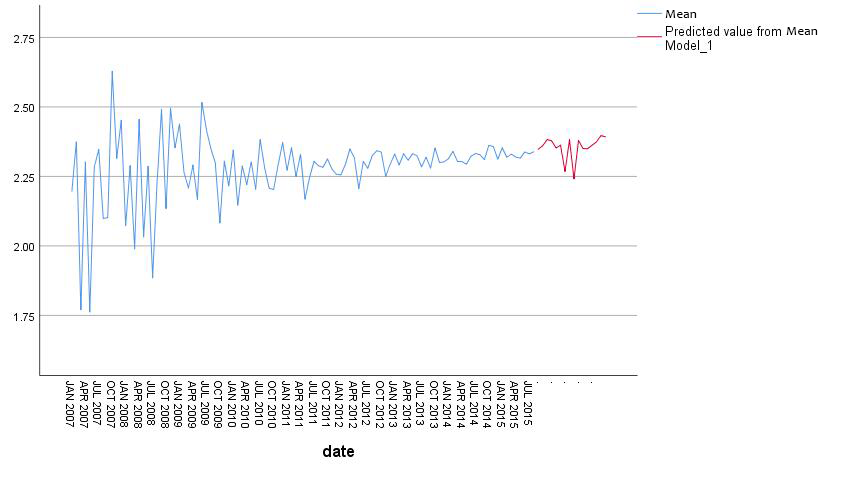 Mean
Predicted value from Mean
Model_1
2.75
2.50
2.25
2.00
1.75
JAN 2007
APR 2007
JUL 2007
OCT 2007
JAN 2008
APR 2008
JUL 2008
OCT 2008
JAN 2009
APR 2009
JUL 2009
OCT 2009
JAN 2010
APR 2010
JUL 2010
OCT 2010
JAN 2011
APR 2011
JUL 2011
OCT 2011
JAN 2012
APR 2012
JUL 2012
OCT 2012
JAN 2013
APR 2013
JUL 2013
OCT 2013
JAN 2014
APR 2014
JUL 2014
OCT 2014
JAN 2015
APR 2015
JUL 2015
.
.
.
.
.
date